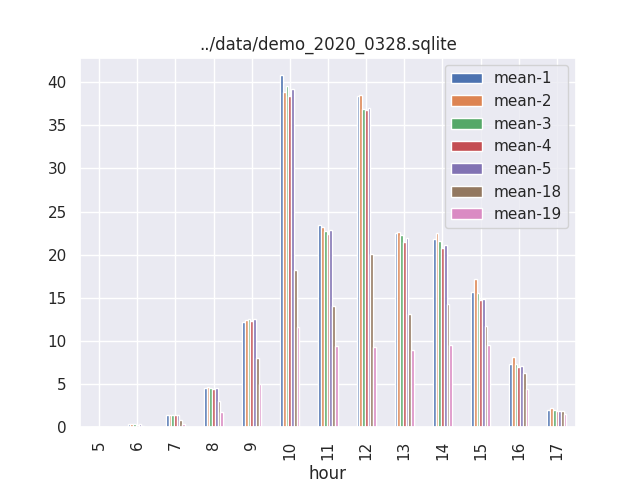 ../data/demo_2020_0328.sqlite
40
35
30
25
20
15
10
5
0
mean-1
mean-2
mean-3
mean-4
mean-5
mean-18
mean-19
5 6 7 8 9 10 11 12 13 14 15 16 17
hour